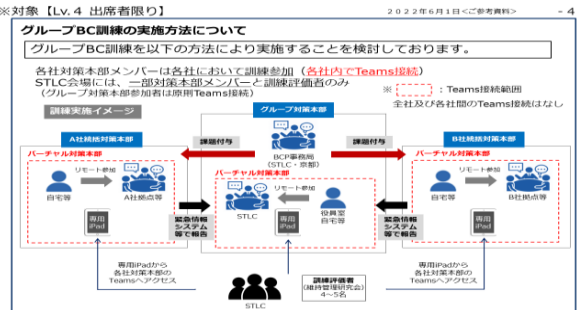 ※対象【Lv.4 出席者限り】
2022年6月1日<ご参考資料>
- 4
グループBC訓練の実施方法について
グループBC訓練を以下の方法により実施することを検討しております。
各社対策本部メンバーは各社において訓練参加（各社内でTeams接続）
STLC会場には、一部対策本部メンバーと訓練評価者のみ
（グループ対策本部参加者は原則Teams接続）
※ ：Teams接続範囲
全社及び各社間のTeams接続はなし
訓練実施イメージ
グループ対策本部
A社統括対策本部
B社統括対策本部
課題付与
課題付与
BCP事務局
（STLC・京都）
バーチャル対策本部
バーチャル対策本部
バーチャル対策本部
リモート参加
リモート参加
リモート参加
自宅等
A社拠点等
STLC
役員室
自宅等
自宅等
B社拠点等
専用
iPad
専用
iPad
専用
iPad
緊急情報
システム
等で報告
緊急情報
システム
等で報告
専用iPadから
各社対策本部の
Teamsへアクセス
専用iPadから
各社対策本部の
Teamsへアクセス
訓練評価者
（維持管理研究会）
4～5名
STLC